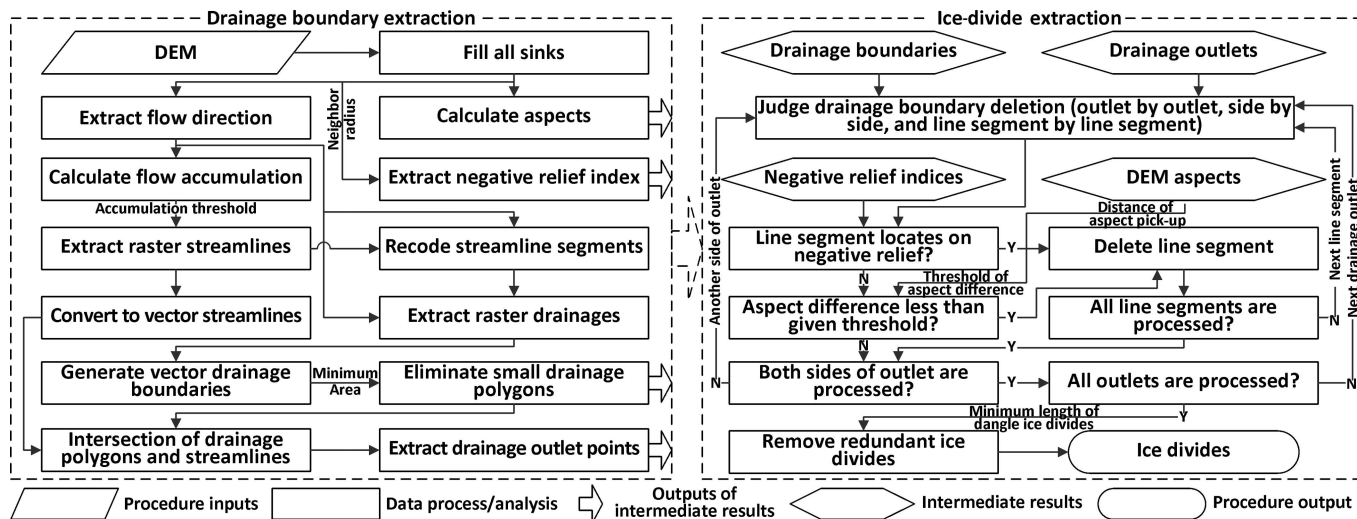 Drainage boundary extraction
DEM
Fill all sinks
Neighbor
radius
Extract flow direction
Calculate aspects
Calculate flow accumulation
Extract negative relief index
Accumulation threshold
Extract raster streamlines
Recode streamline segments
Convert to vector streamlines
Extract raster drainages
Generate vector drainage
boundaries
Minimum
Area
Eliminate small drainage
polygons
Intersection of drainage
polygons and streamlines
Extract drainage outlet points
Ice-divide extraction
Drainage boundaries
Drainage outlets
Judge drainage boundary deletion (outlet by outlet, side by
side, and line segment by line segment)
Negative relief indices
DEM aspects
Distance of
aspect pick-up
Line segment locates on
negative relief?
Y
Delete line segment
N
Threshold of
aspect difference
Aspect difference less than
given threshold?
Y
All line segments are
processed?
N
N
Y
Both sides of outlet are
processed?
N
Y
All outlets are processed?
N
Y
Minimum length of
dangle ice divides
Remove redundant ice
divides
Ice divides
Another side of outlet
Next line segment
Next drainage outlet
Procedure inputs
Data process/analysis
Outputs of
intermediate results
Intermediate results
Procedure output